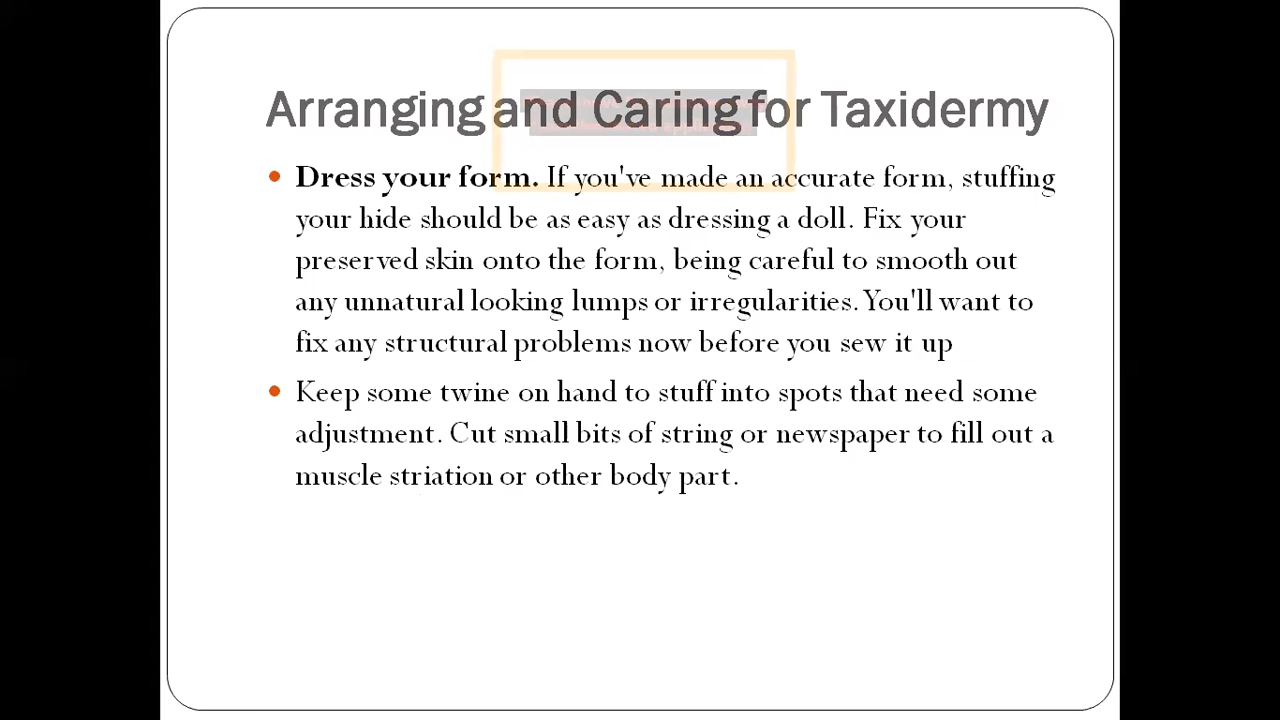 Arranging and Caring for Taxidermy
Dress your form. If you've made an accurate form, stuffing
your hide should be as easy as dressing a doll. Fix your
preserved skin onto the form, being careful to smooth out
any unnatural looking lumps or irregularities. You'll want to
fix any structural problems now before you sew it up
Keep some twine on hand to stuff into spots that need some
adjustment. Cut small bits of string or newspaper to fill out a
muscle striation or other body part.